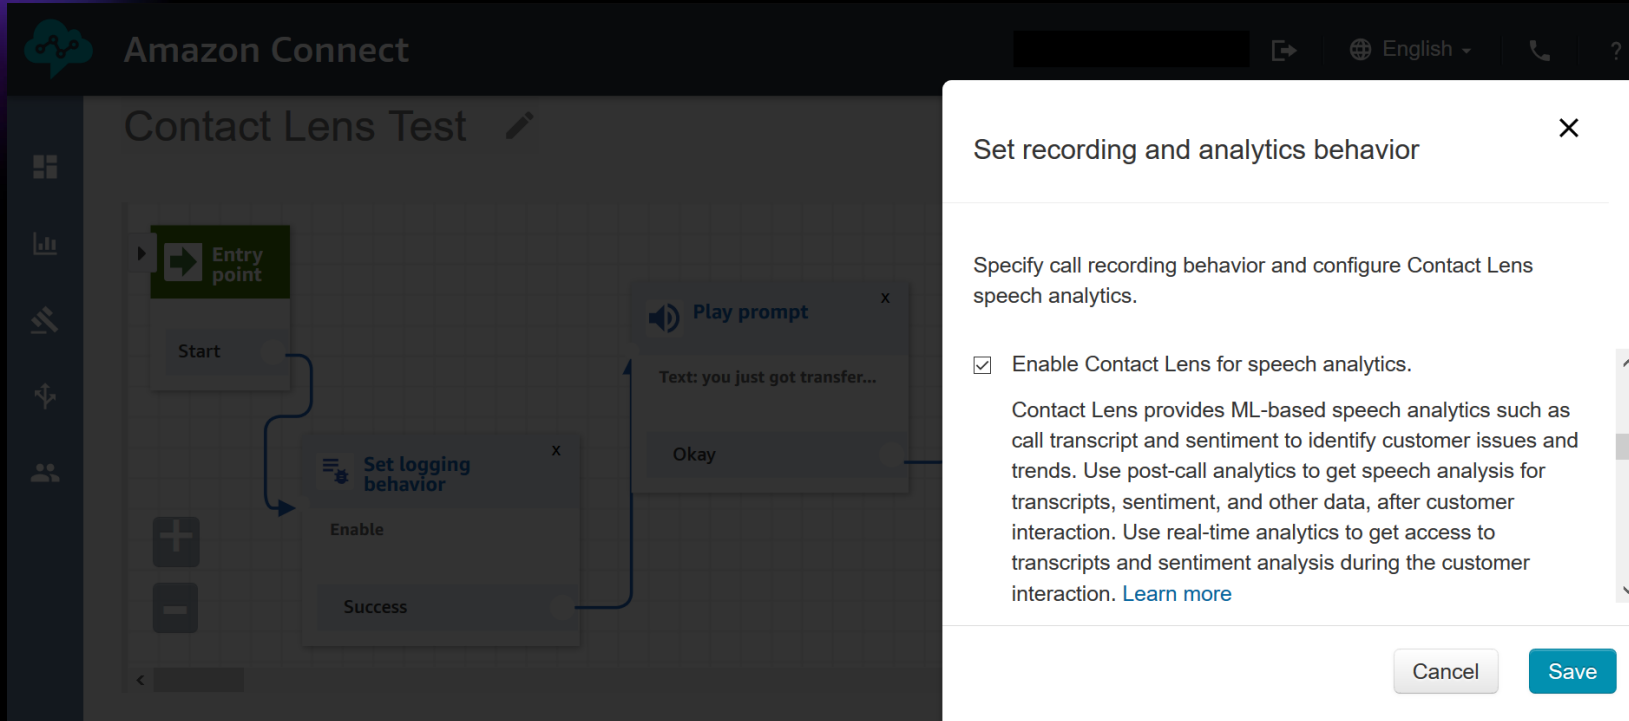 Amazon Connect
English
?
Contact Lens Test
Entry
point
Start
Set logging
behavior
x
Enable
Success
Play prompt
x
Text: you just got transfer...
Okay
Set recording and analytics behavior
Specify call recording behavior and configure Contact Lens
speech analytics.
Enable Contact Lens for speech analytics.
Contact Lens provides ML-based speech analytics such as
call transcript and sentiment to identify customer issues and
trends. Use post-call analytics to get speech analysis for
transcripts, sentiment, and other data, after customer
interaction. Use real-time analytics to get access to
transcripts and sentiment analysis during the customer
interaction. Learn more
Cancel
Save